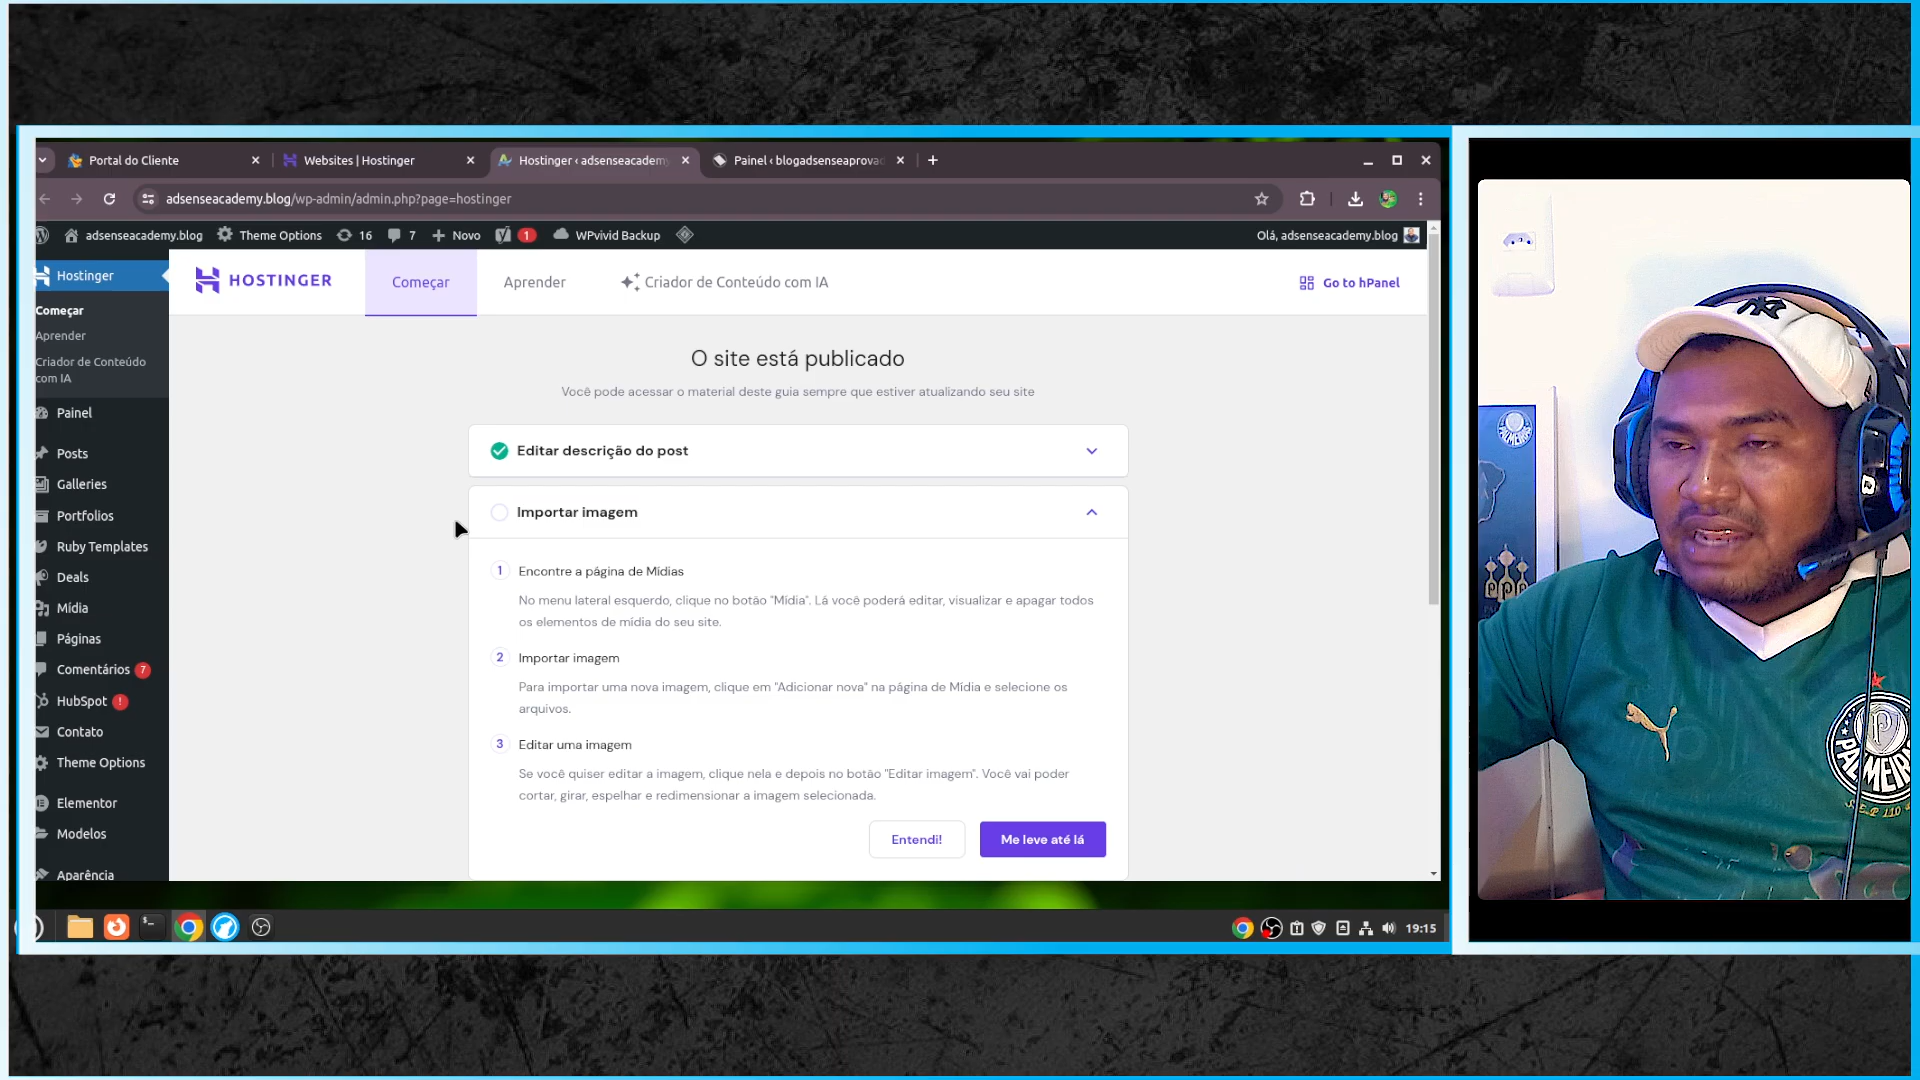 Portal do Cliente
Websites | Hostinger
Hostinger ‹ adsenseacademy
Painel ‹ blogadsenseaprovad
adsenseacademy.blog/wp-admin/admin.php?page=hostinger
adsenseacademy.blog
Theme Options
16
7
Novo
1
WPvivid Backup
Olá, adsenseacademy.blog
Hostinger
Começar
Aprender
Criador de Conteúdo
com IA
Painel
Posts
Galleries
Portfolios
Ruby Templates
Deals
Mídia
Páginas
Comentários 7
HubSpot !
Contato
Theme Options
Elementor
Modelos
Aparência
HOSTINGER
Começar
Aprender
Criador de Conteúdo com IA
Go to hPanel
O site está publicado
Você pode acessar o material deste guia sempre que estiver atualizando seu site
Editar descrição do post
Importar imagem
1 Encontre a página de Mídias
No menu lateral esquerdo, clique no botão "Mídia". Lá você poderá editar, visualizar e apagar todos
os elementos de mídia do seu site.
2 Importar imagem
Para importar uma nova imagem, clique em "Adicionar nova" na página de Mídia e selecione os
arquivos.
3 Editar uma imagem
Se você quiser editar a imagem, clique nela e depois no botão "Editar imagem". Você vai poder
cortar, girar, espelhar e redimensionar a imagem selecionada.
Entendi!
Me leve até lá
19:15
NY
PALMEIRAS
PALMEIRAS